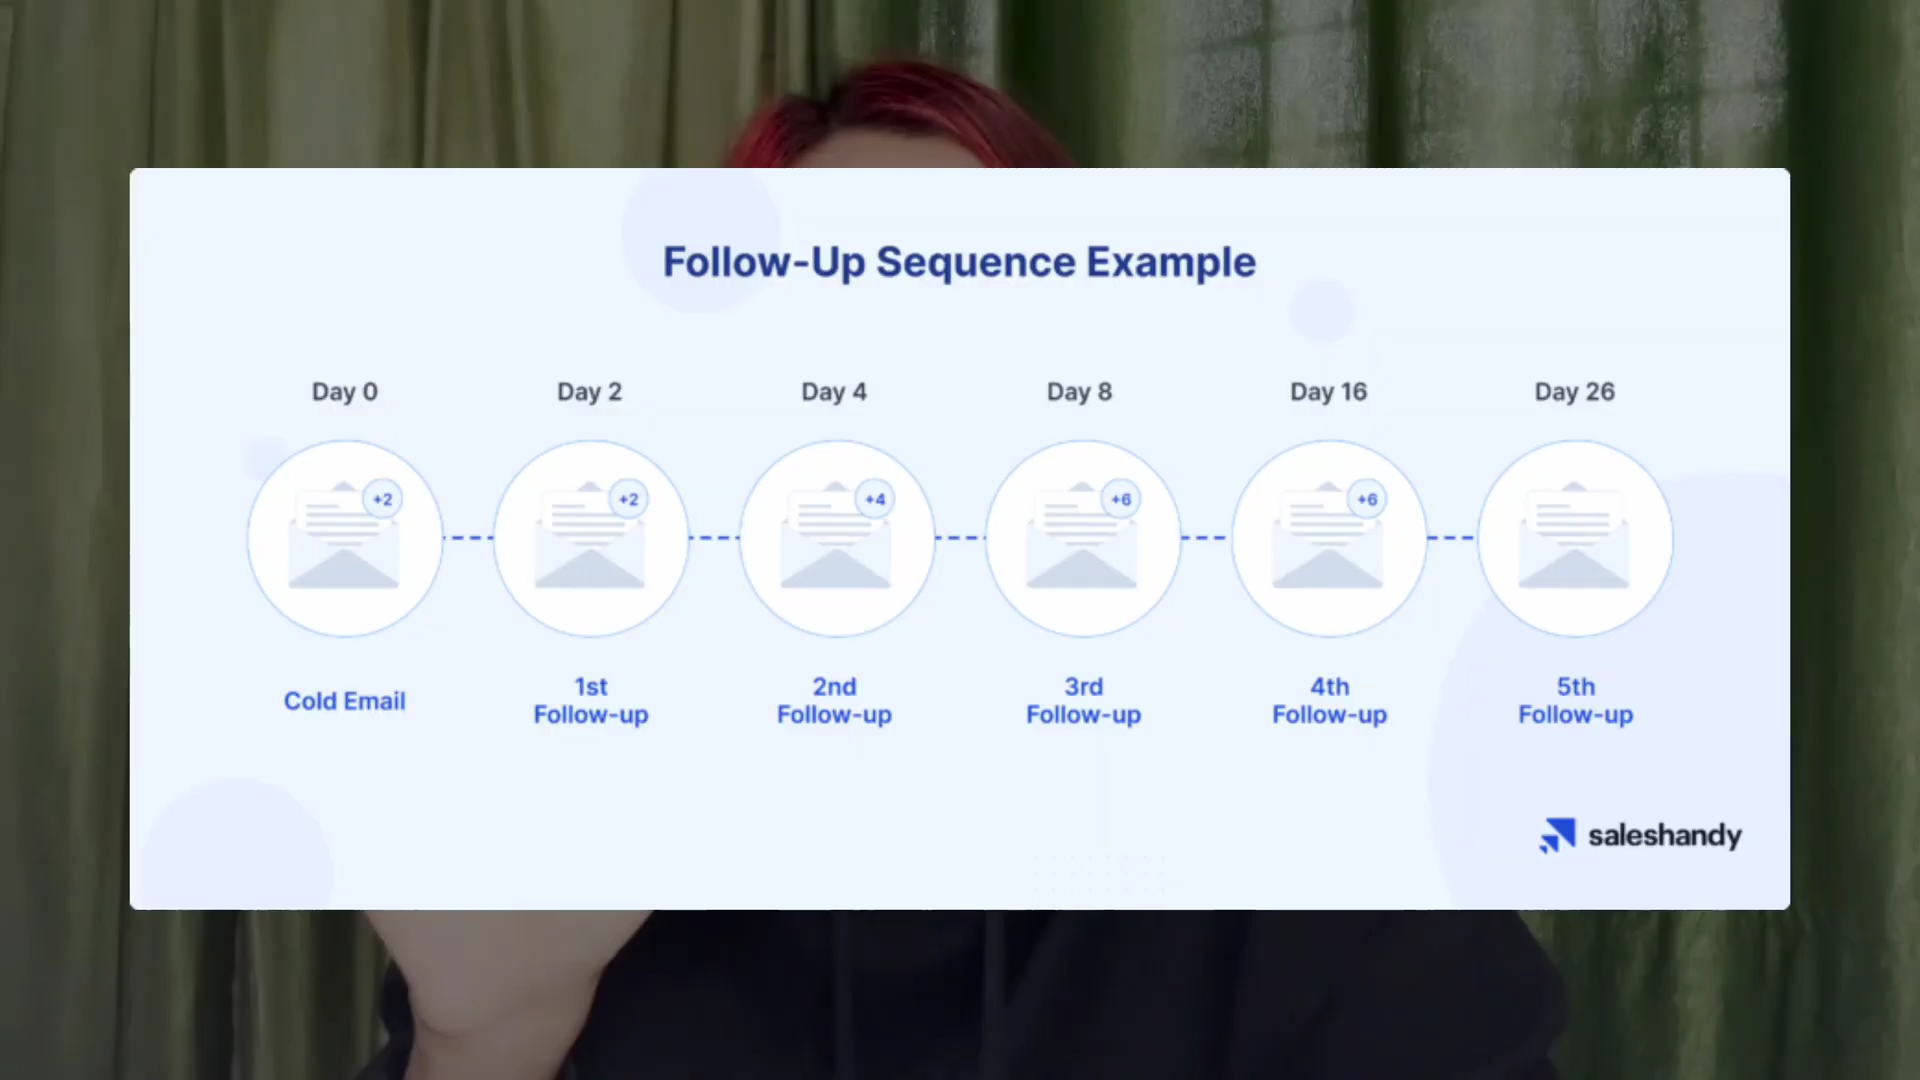 Follow-Up Sequence Example
Day 0
Day 2
Day 4
Day 8
Day 16
Day 26
+2
+2
+4
+6
+6
Cold Email
1st
Follow-up
2nd
Follow-up
3rd
Follow-up
4th
Follow-up
5th
Follow-up
saleshandy